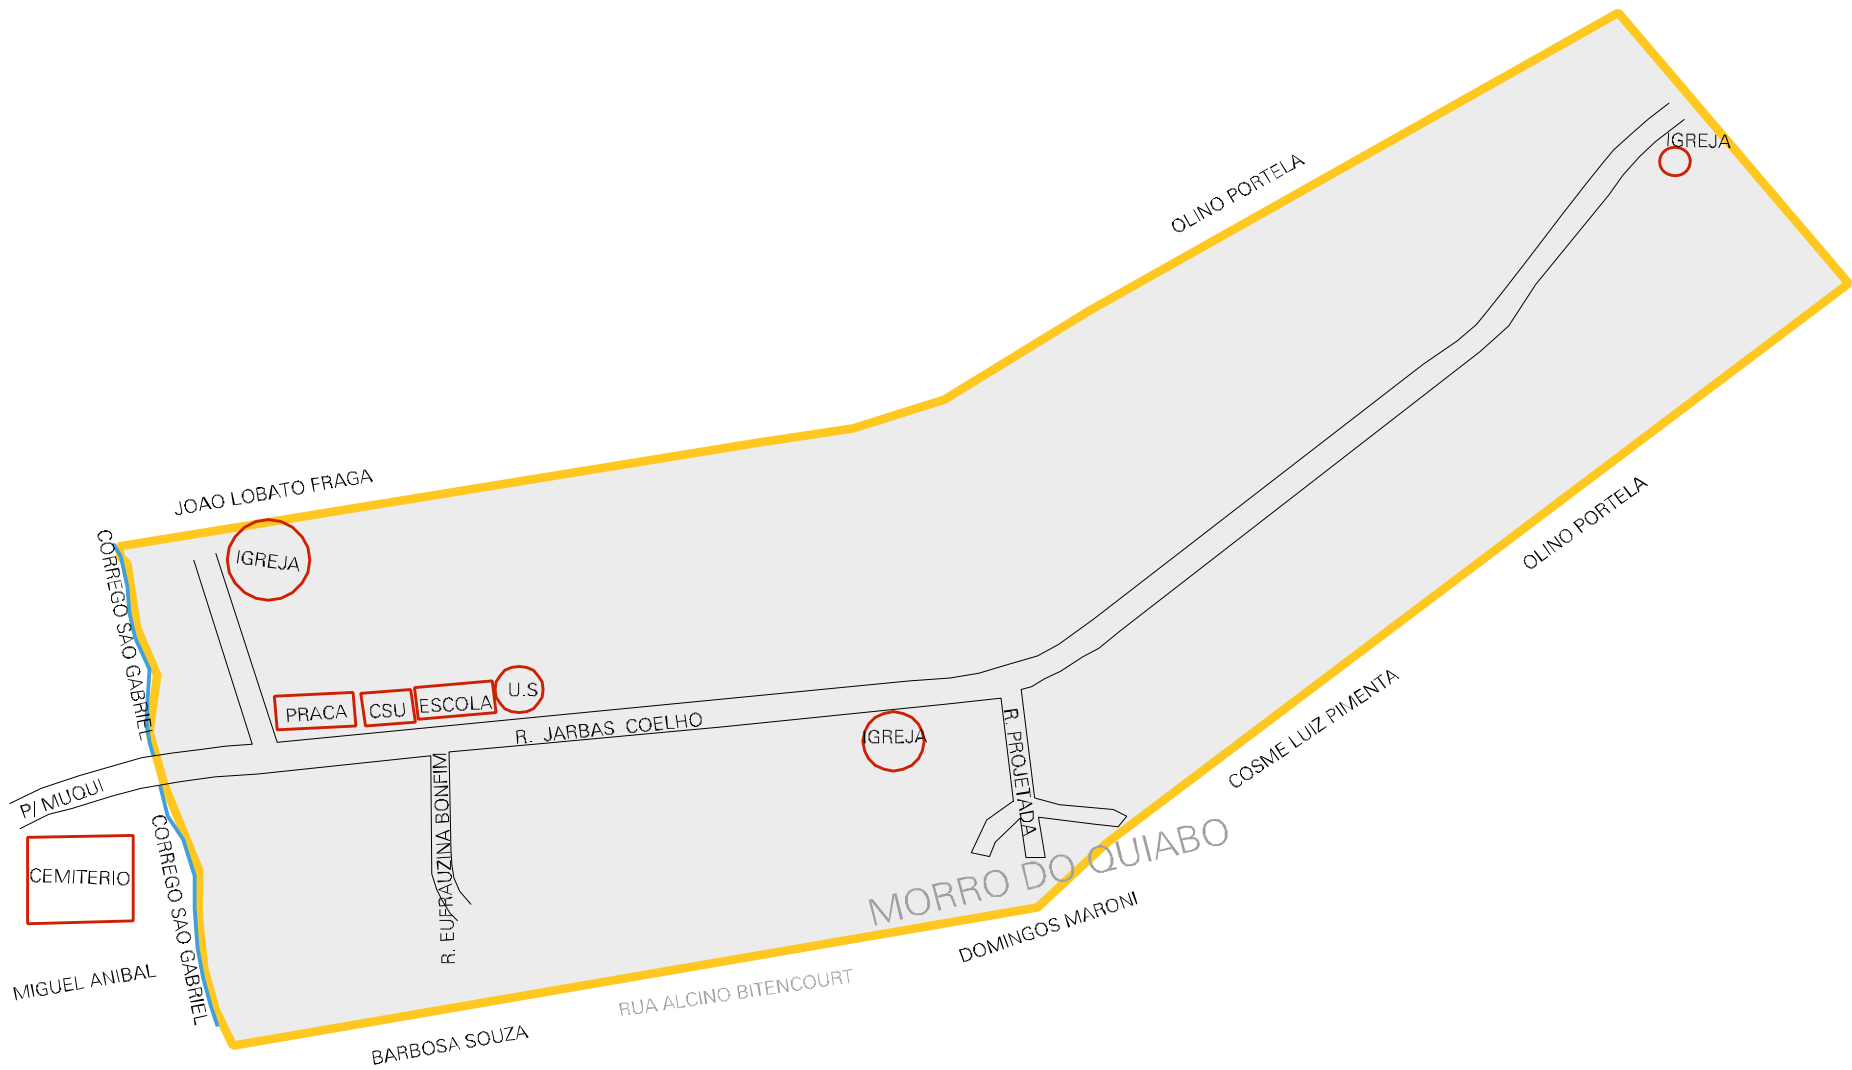 IGREJA
OLINO PORTELA
JOAO LOBATO FRAGA
CORREGO SAO GABRIEL
IGREJA
OLINO PORTELA
PRACA
CSU
ESCOLA
U.S
R. JARBAS COELHO
IGREJA
R. PROJETADA
COSME LUIZ PIMENTA
P/ MUQUI
R. EUFRAUZINA BONFIM
CORREGO SAO GABRIEL
CEMITERIO
MORRO DO QUIABO
DOMINGOS MARONI
MIGUEL ANIBAL
RUA ALCINO BITENCOURT
BARBOSA SOUZA